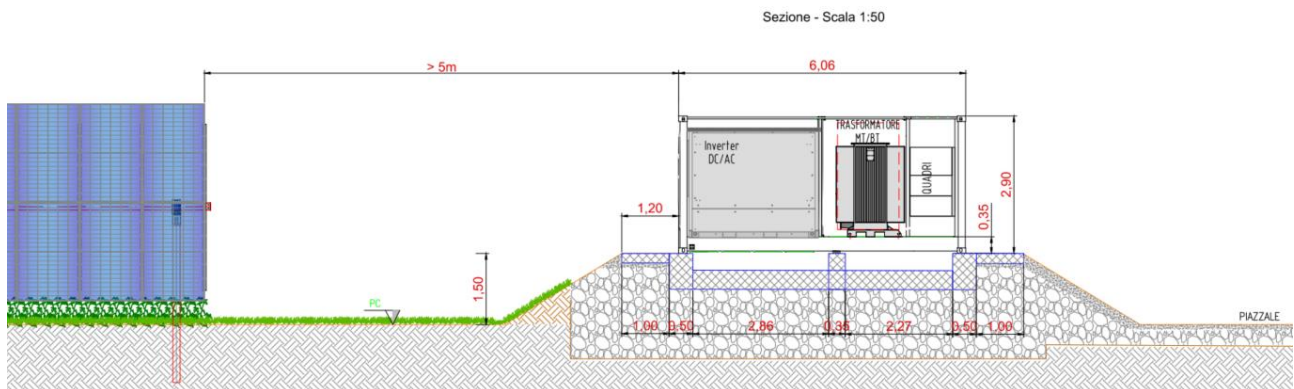 Sezione - Scala 1:50
> 5m
6,06
TRASFORMATORE
MT/BT
Inverter
DC/AC
QUADRI
2,90
0,35
1,20
1,50
PC
1,00
0,50
2,86
0,35
2,27
0,50
1,00
PIAZZALE